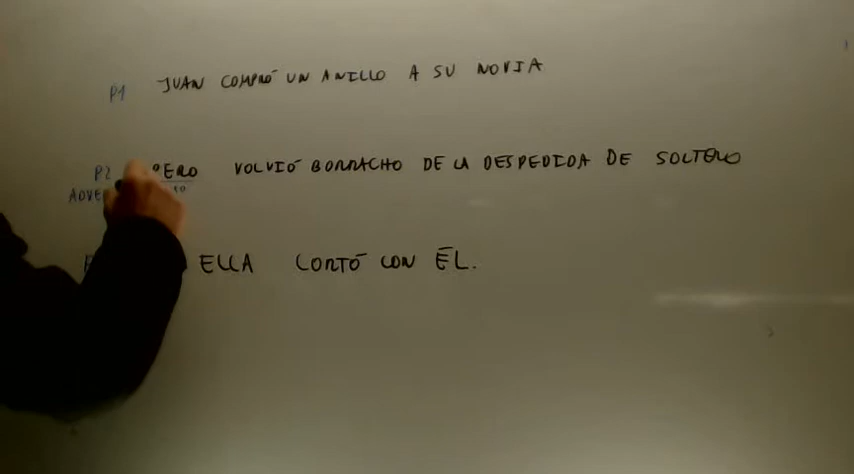 P1 JUAN COMPRÓ UN ANILLO A SU NOVIA
P2 PERO VOLVIÓ BORRACHO DE LA DESPEDIDA DE SOLTERO
ELLA CORTÓ CON ÉL.